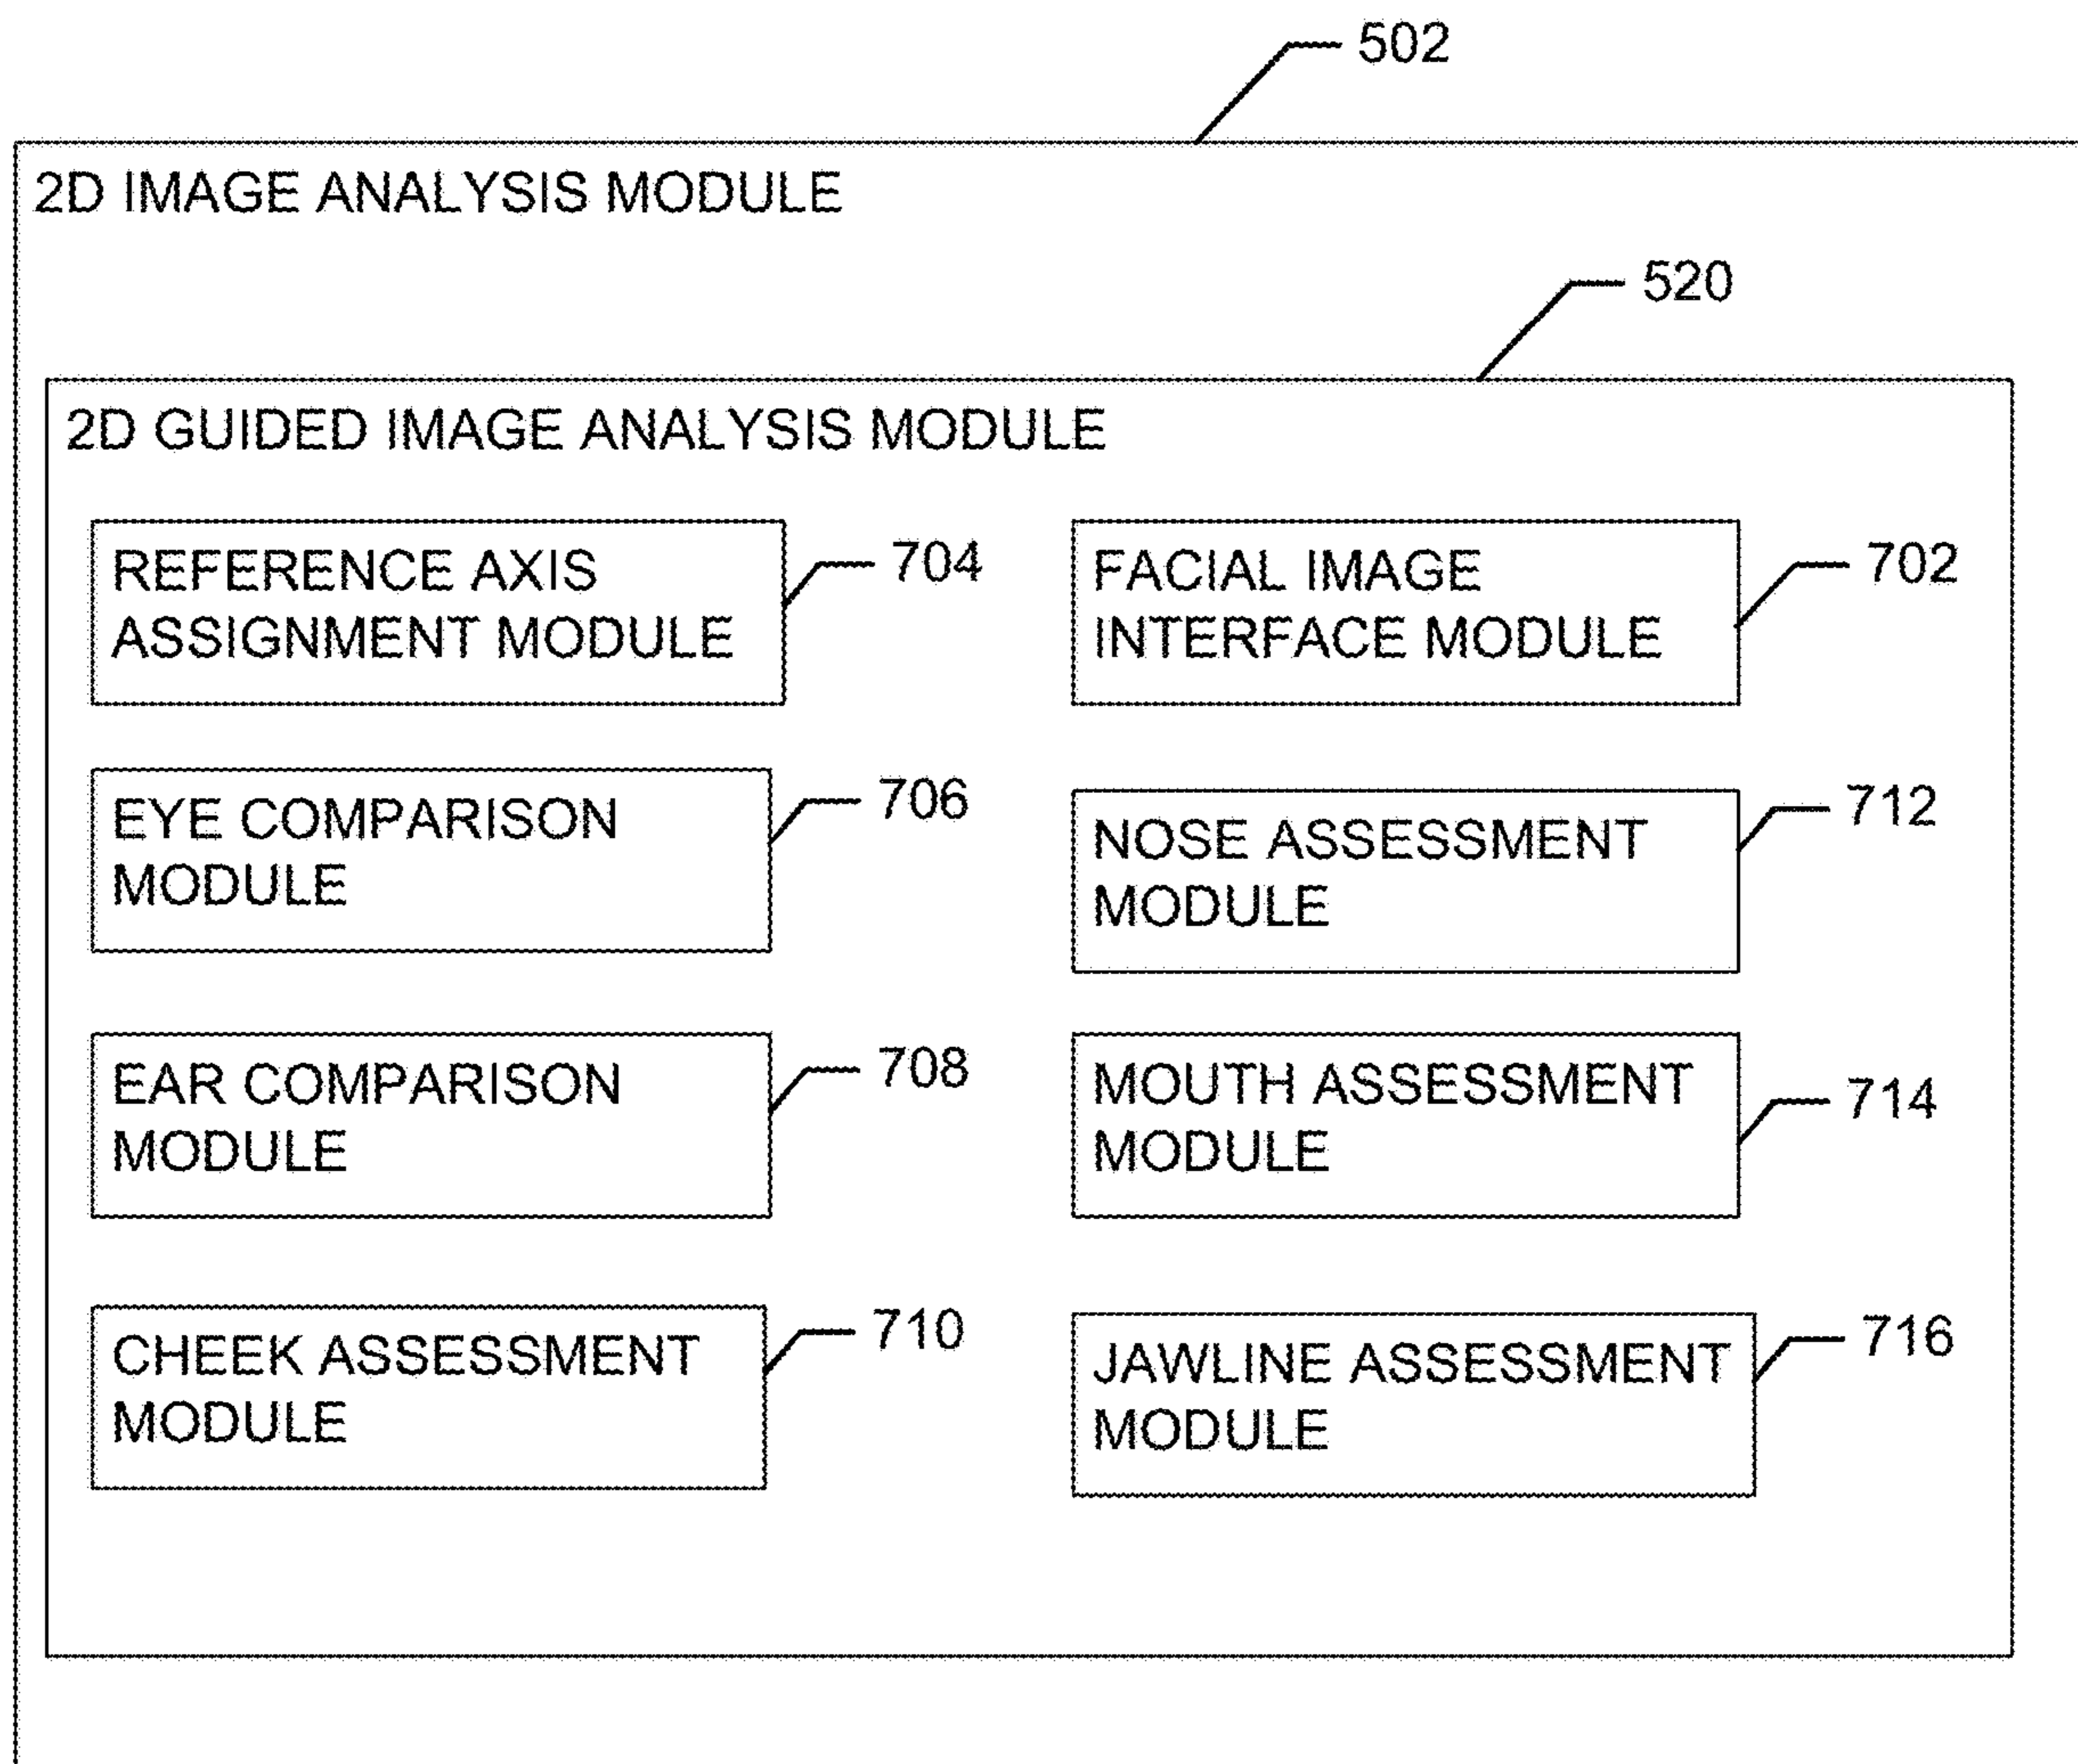 502
2D IMAGE ANALYSIS MODULE
520
2D GUIDED IMAGE ANALYSIS MODULE
REFERENCE AXIS
ASSIGNMENT MODULE
704
FACIAL IMAGE
INTERFACE MODULE
702
EYE COMPARISON
MODULE
706
NOSE ASSESSMENT
MODULE
712
EAR COMPARISON
MODULE
708
MOUTH ASSESSMENT
MODULE
714
CHEEK ASSESSMENT
MODULE
710
JAWLINE ASSESSMENT
MODULE
716